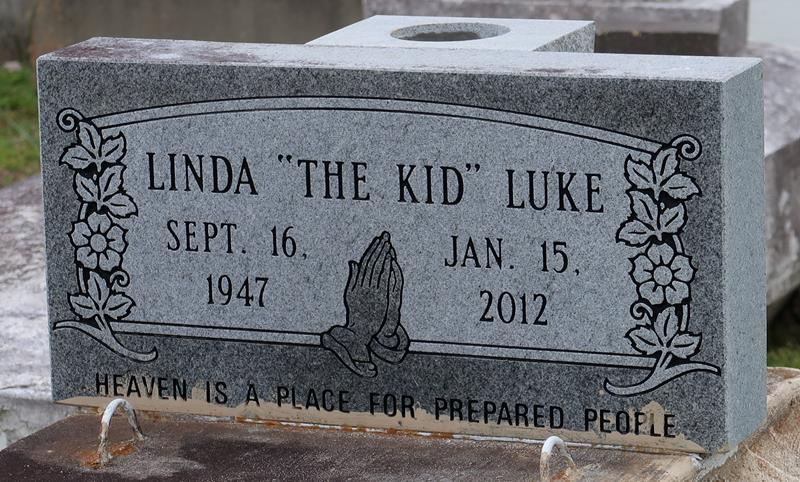 LINDA "THE KID" LUKE
SEPT. 16,
1947
JAN. 15,
2012
HEAVEN IS A PLACE FOR PREPARED PEOPLE